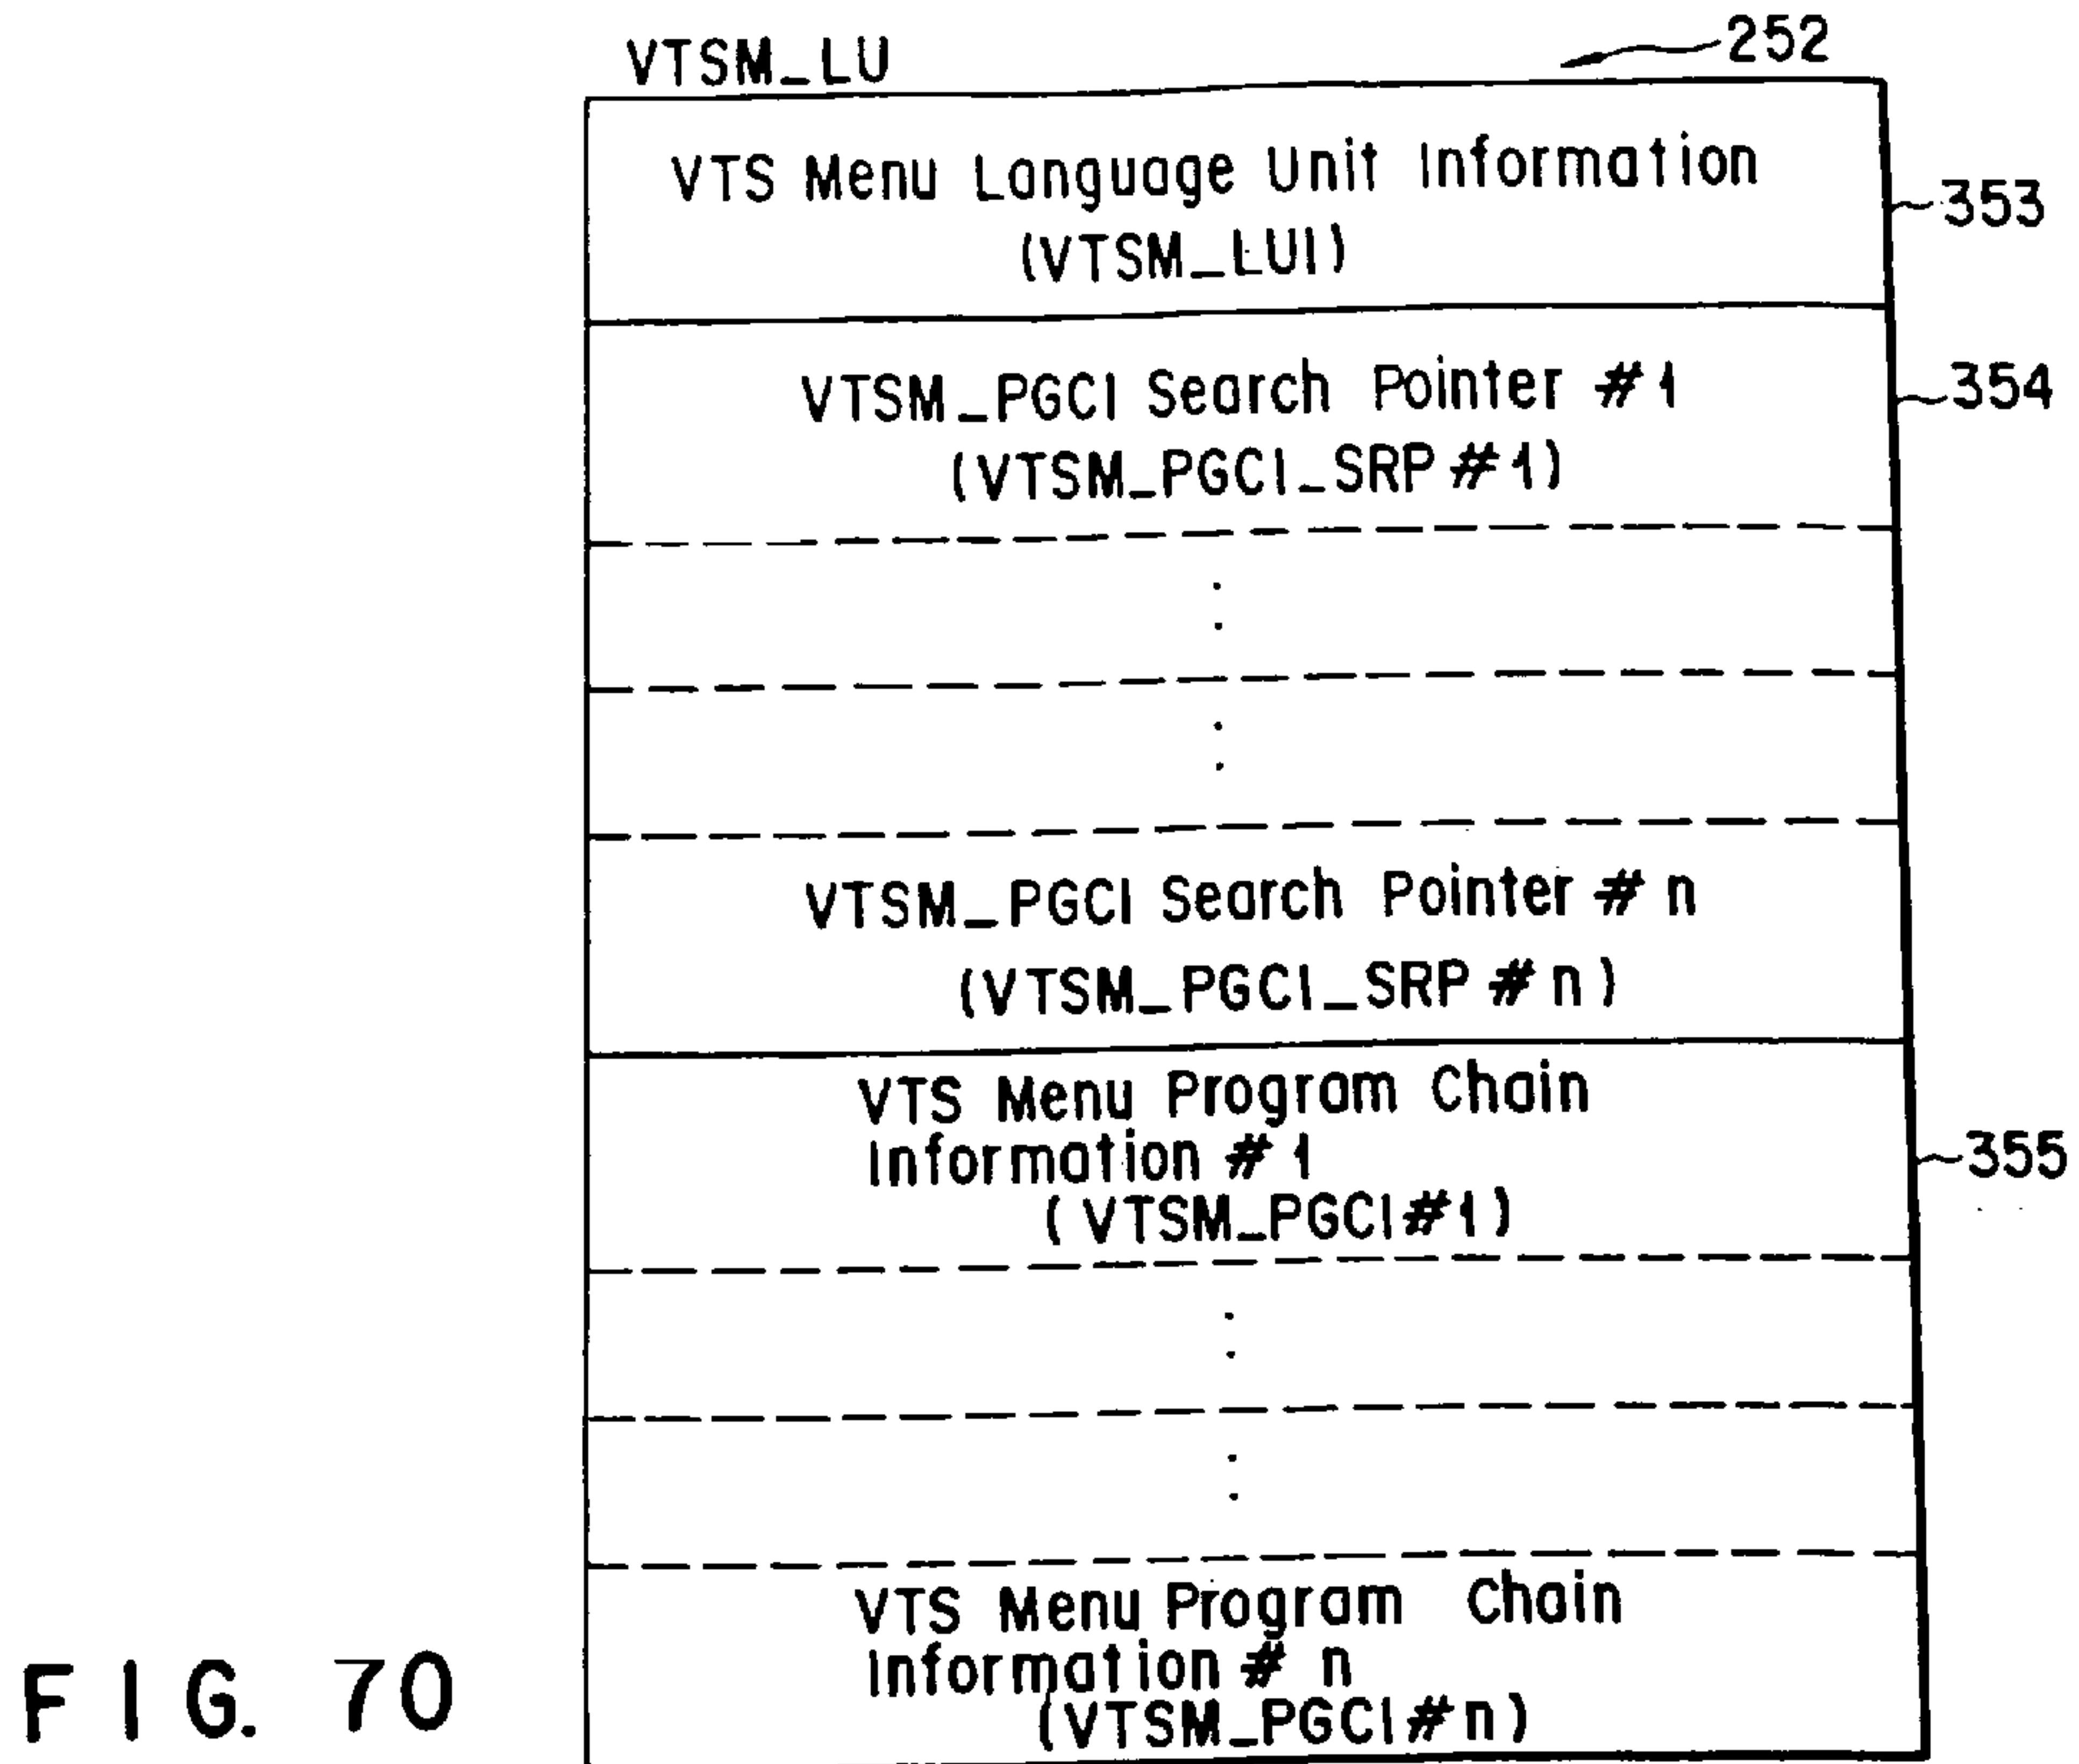 VTSM_LU
252
VTS Menu Language Unit Information
(VTSM_LUI)
353
VTSM_PGCI Search Pointer #1
(VTSM_PGCI_SRP#1)
354
VTSM_PGCI Search Pointer # n
(VTSM_PGCI_SRP # n)
VTS Menu Program Chain
Information # 1
(VTSM_PGCI#1)
355
VTS Menu Program Chain
Information # n
(VTSM_PGCI#n)
FIG. 70